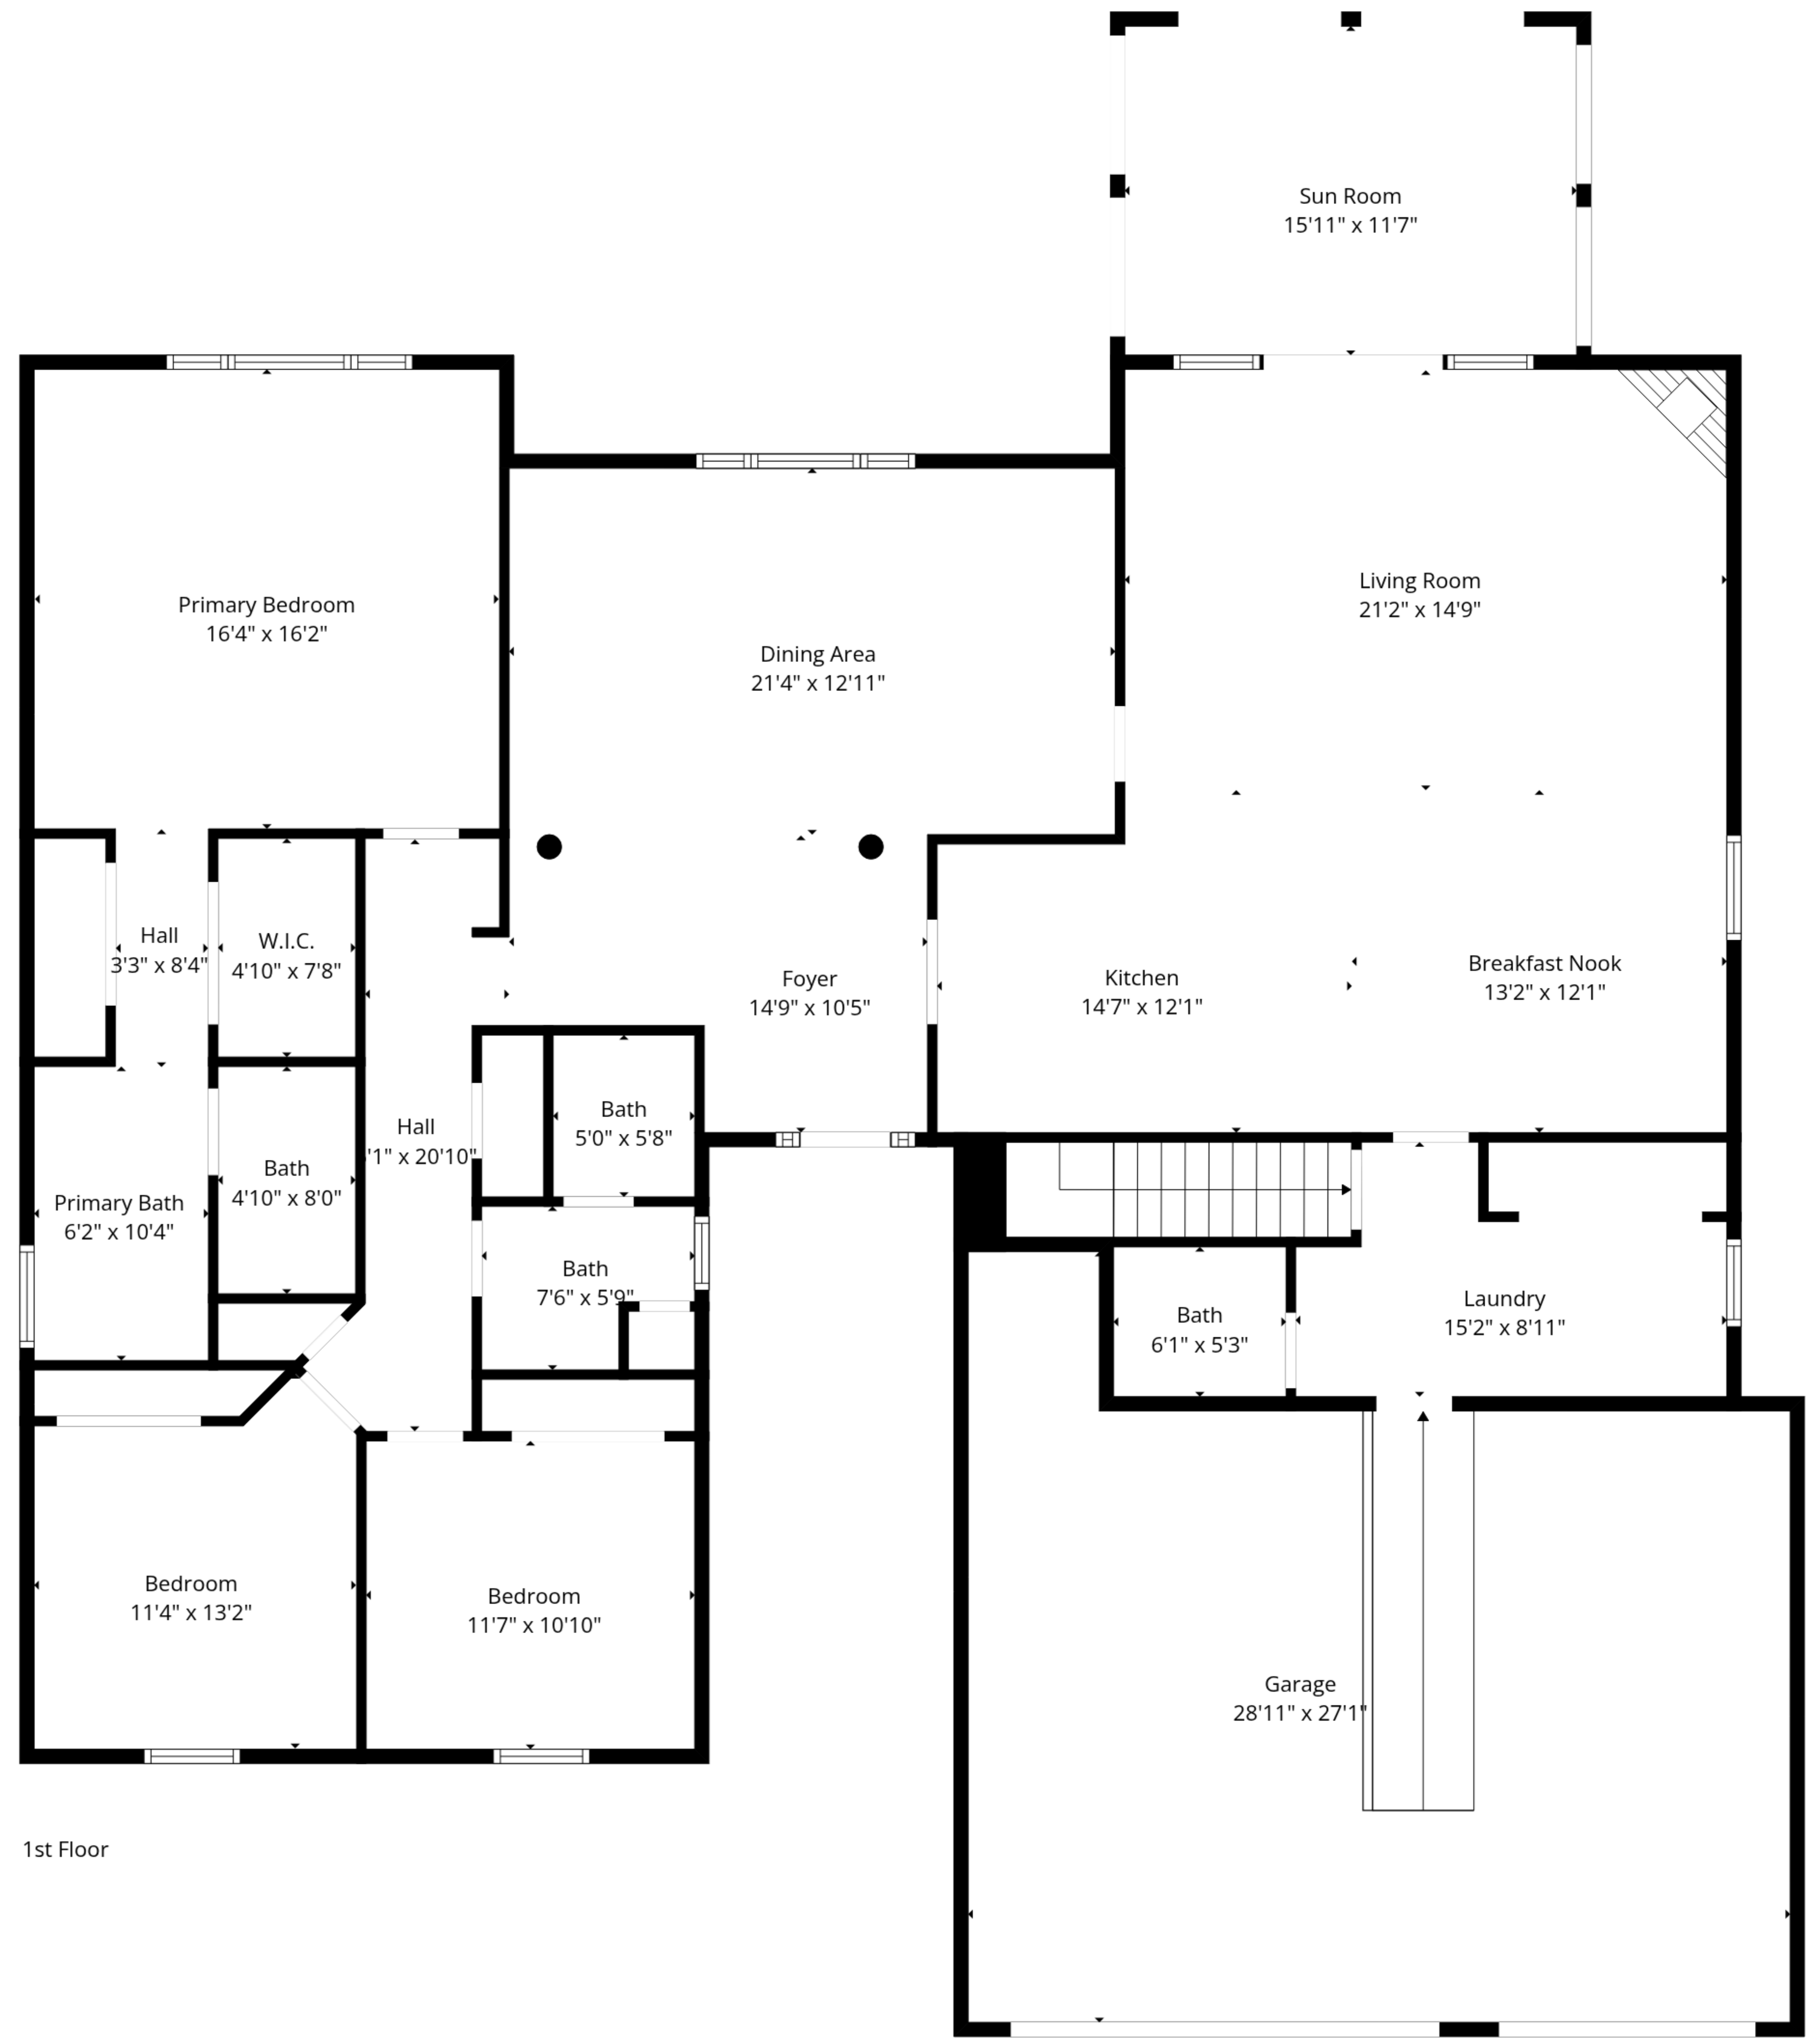 Sun Room
15'11" x 11'7"
Primary Bedroom
16'4" x 16'2"
Dining Area
21'4" x 12'11"
Living Room
21'2" x 14'9"
Hall
3'3" x 8'4"
W.I.C.
4'10" x 7'8"
Foyer
14'9" x 10'5"
Kitchen
14'7" x 12'1"
Breakfast Nook
13'2" x 12'1"
Primary Bath
6'2" x 10'4"
Bath
4'10" x 8'0"
Hall
'1" x 20'10"
Bath
5'0" x 5'8"
Bath
7'6" x 5'9"
Bath
6'1" x 5'3"
Laundry
15'2" x 8'11"
Bedroom
11'4" x 13'2"
Bedroom
11'7" x 10'10"
Garage
28'11" x 27'1"
1st Floor